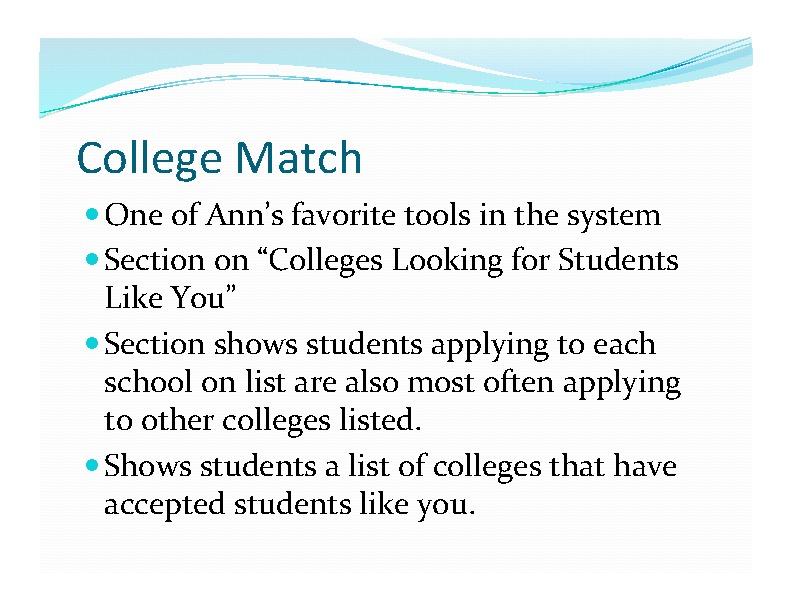 College Match
• One of Ann’s favorite tools in the system
• Section on “Colleges Looking for Students
Like You”
• Section shows students applying to each
school on list are also most often applying
to other colleges listed.
• Shows students a list of colleges that have
accepted students like you.